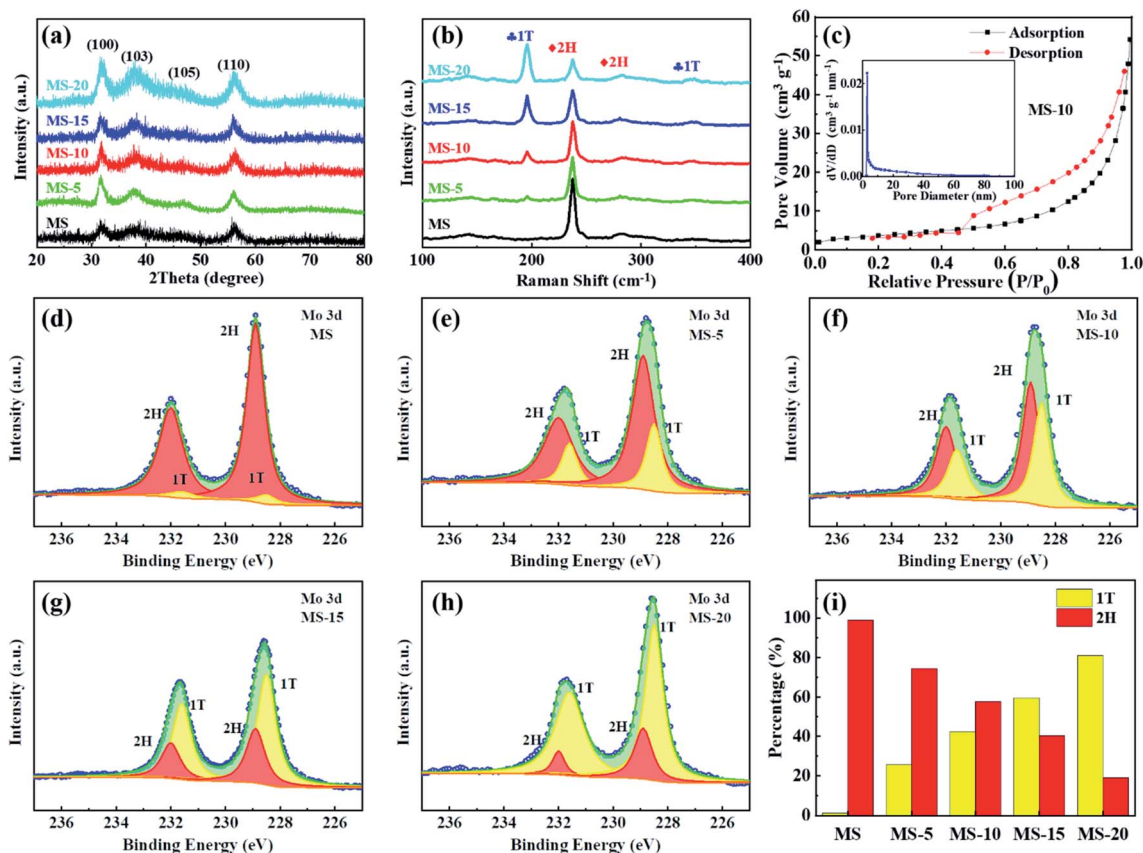 (a)
(100)
(103)
(105)
(110)
MS-20
MS-15
MS-10
MS-5
MS
Intensity (a.u.)
20 30 40 50 60 70 80
2Theta (degree)
(b)
♣1T
♦2H
♦2H
♣1T
MS-20
MS-15
MS-10
MS-5
MS
Intensity (a.u.)
100 200 300 400
Raman Shift (cm-1)
(c)
Adsorption
Desorption
MS-10
60
50
40
30
20
10
0
Pore Volume (cm3 g-1)
0.02
0.01
0.00
dV/dD (cm3 g-1 nm-1)
0 20 40 60 80 100
Pore Diameter (nm)
0.0 0.2 0.4 0.6 0.8 1.0
Relative Pressure (P/P0)
(d)
Mo 3d
MS
2H
2H
1T
1T
Intensity (a.u.)
236 234 232 230 228 226
Binding Energy (eV)
(e)
Mo 3d
MS-5
2H
2H
1T
1T
Intensity (a.u.)
236 234 232 230 228 226
Binding Energy (eV)
(f)
Mo 3d
MS-10
2H
1T
2H
1T
Intensity (a.u.)
236 234 232 230 228 226
Binding Energy (eV)
(g)
Mo 3d
MS-15
1T
1T
2H
2H
Intensity (a.u.)
236 234 232 230 228 226
Binding Energy (eV)
(h)
Mo 3d
MS-20
1T
1T
2H
2H
Intensity (a.u.)
236 234 232 230 228 226
Binding Energy (eV)
(i)
1T
2H
100
80
60
40
20
0
Percentage (%)
MS MS-5 MS-10 MS-15 MS-20